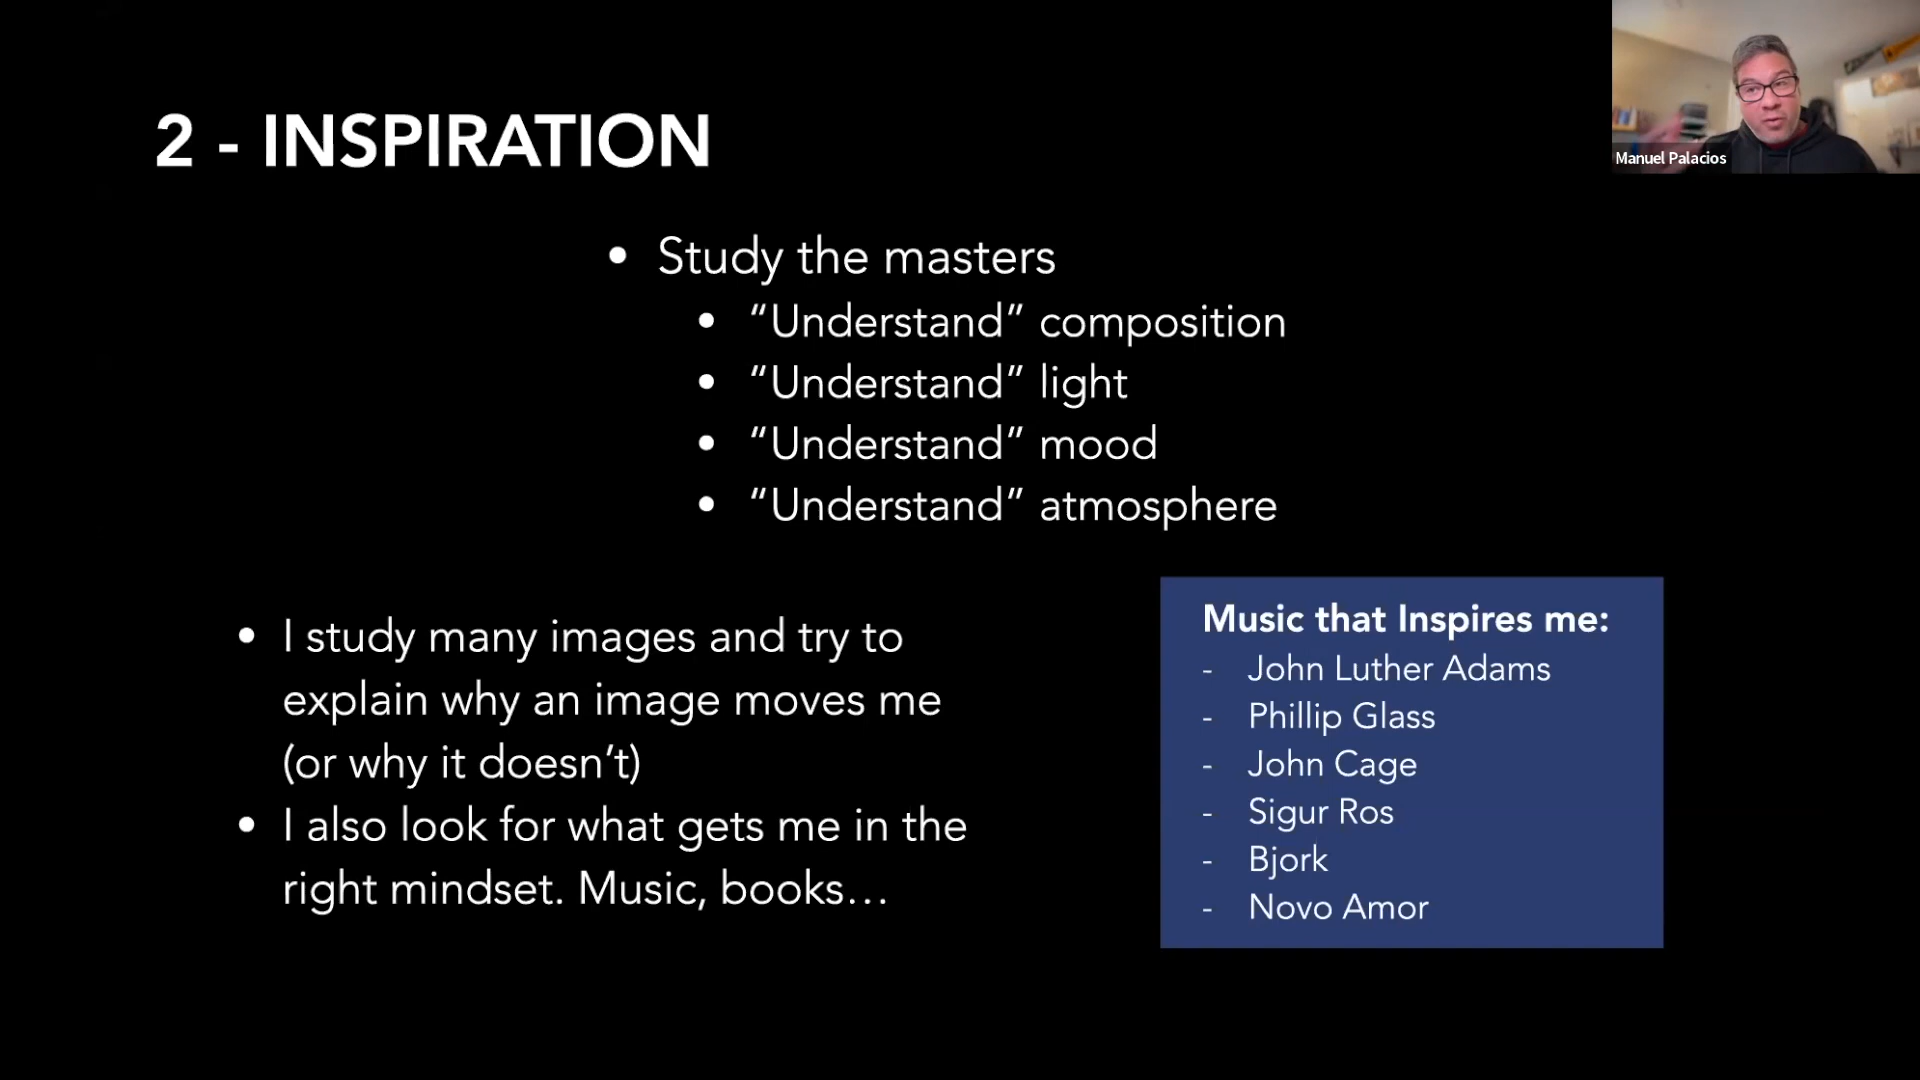 2 - INSPIRATION
Manuel Palacios
• Study the masters
• “Understand” composition
• “Understand” light
• “Understand” mood
• “Understand” atmosphere
• I study many images and try to
explain why an image moves me
(or why it doesn’t)
• I also look for what gets me in the
right mindset. Music, books…
Music that Inspires me:
- John Luther Adams
- Phillip Glass
- John Cage
- Sigur Ros
- Bjork
- Novo Amor